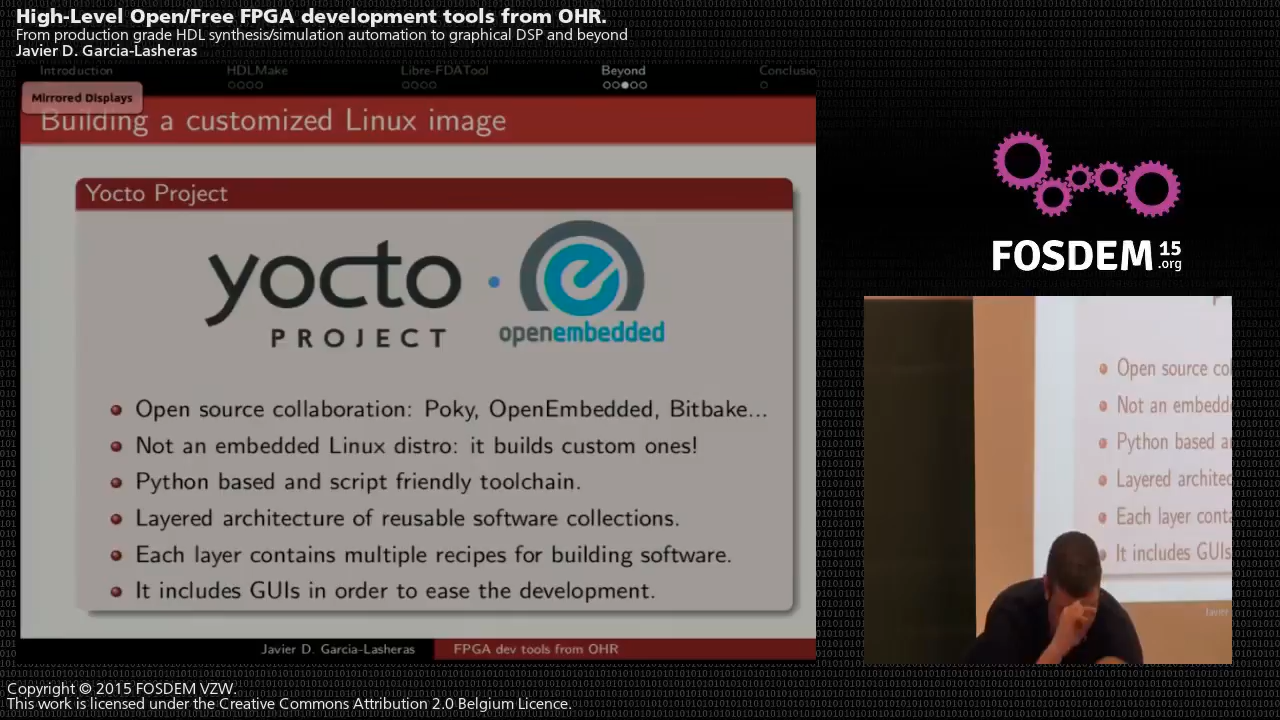 High-Level Open/Free FPGA development tools from OHR.
From production grade HDL synthesis/simulation automation to graphical DSP and beyond
Javier D. Garcia-Lasheras
Introduction HDLMake Libre-FDATool Beyond Conclusio
Mirrored Displays
Building a customized Linux image
Yocto Project
yocto
PROJECT
openembedded
Open source collaboration: Poky, OpenEmbedded, Bitbake...
Not an embedded Linux distro: it builds custom ones!
Python based and script friendly toolchain.
Layered architecture of reusable software collections.
Each layer contains multiple recipes for building software.
It includes GUIs in order to ease the development.
Javier D. Garcia-Lasheras FPGA dev tools from OHR
FOSDEM 15
.org
Open source col
Not an embedd
Python based a
Layered architec
Each layer conta
It includes GUIs
Javier
Copyright © 2015 FOSDEM VZW.
This work is licensed under the Creative Commons Attribution 2.0 Belgium Licence.